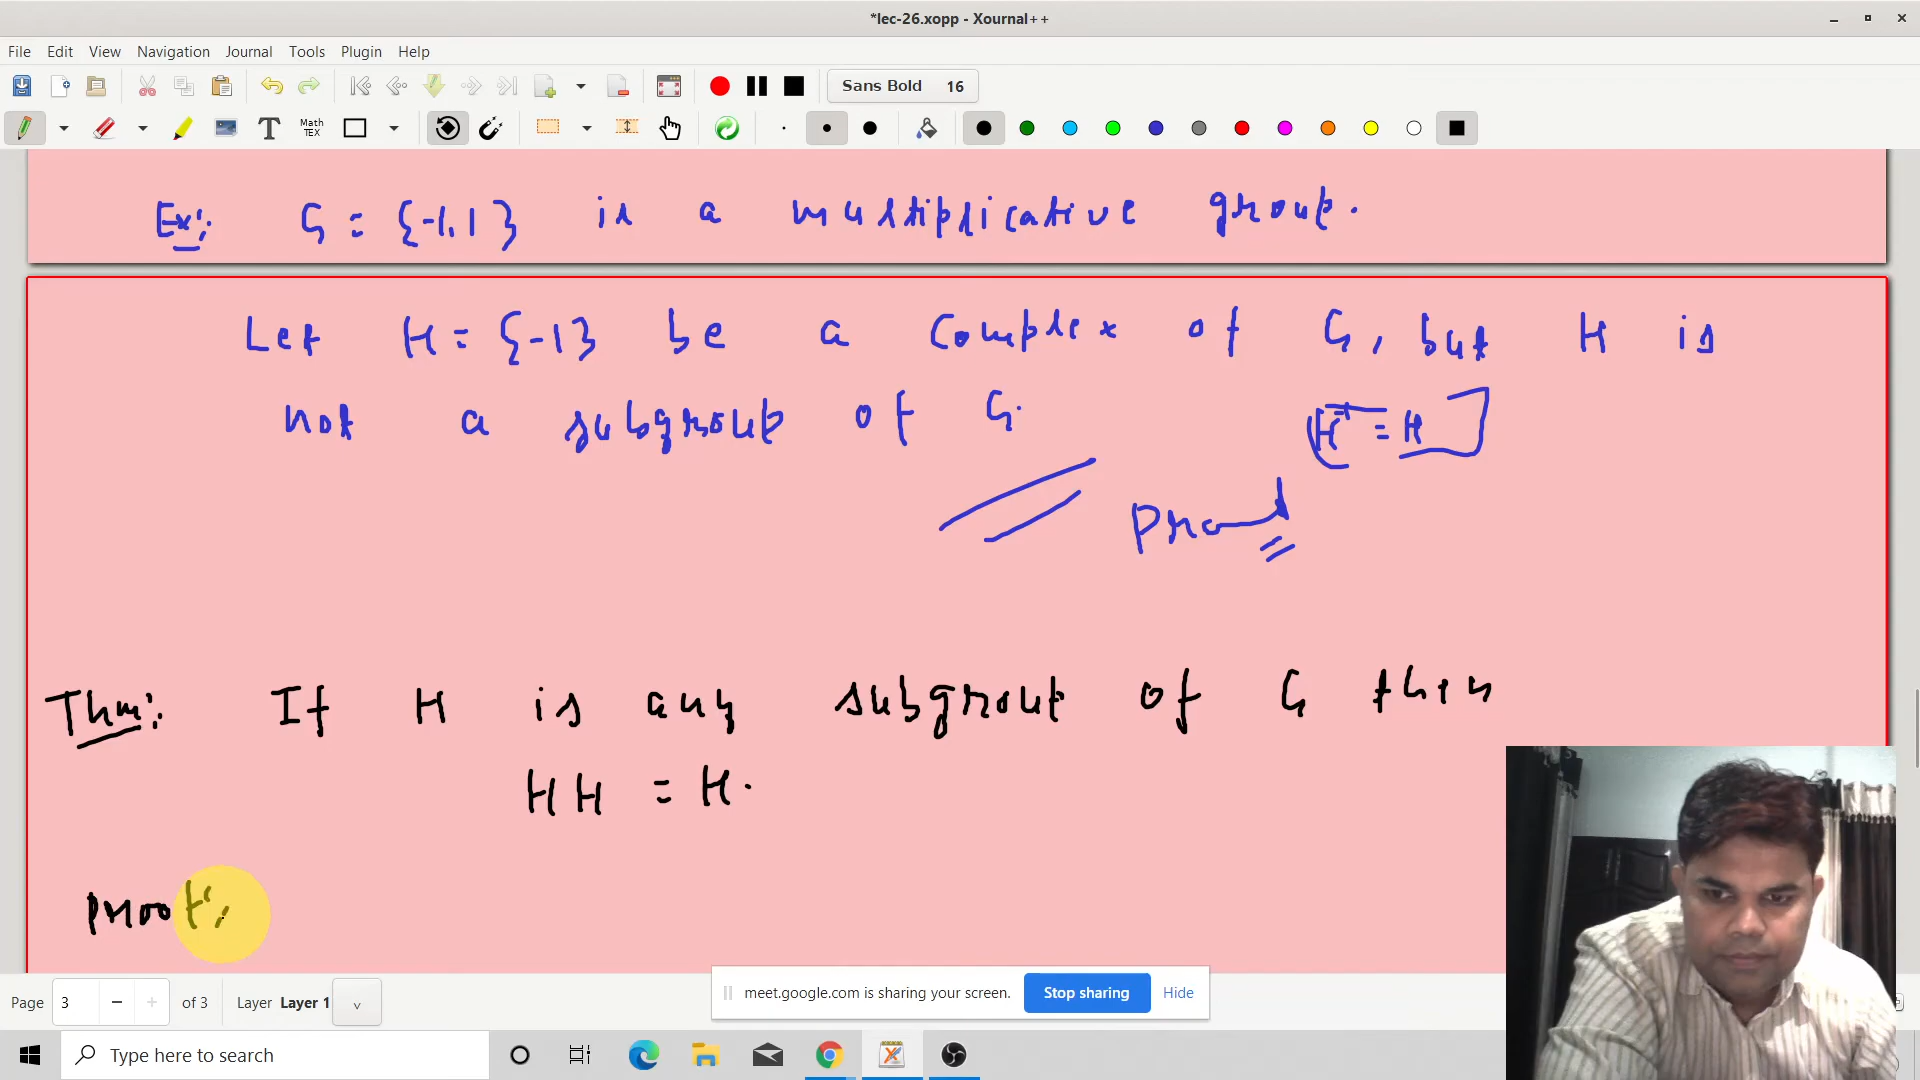 *lec-26.xopp - Xournal++
File Edit View Navigation Journal Tools Plugin Help
Sans Bold 16
Math
TEX
Ex: G = {-1, 1} is a multiplicative group.
Let H = {-1} be a complex of G, but H is
not a subgroup of G.
H⁻¹ = H
Proved
Thm: If H is any subgroup of G then
HH = H.
Proof:
Page 3 of 3 Layer Layer 1
meet.google.com is sharing your screen. Stop sharing Hide
Type here to search